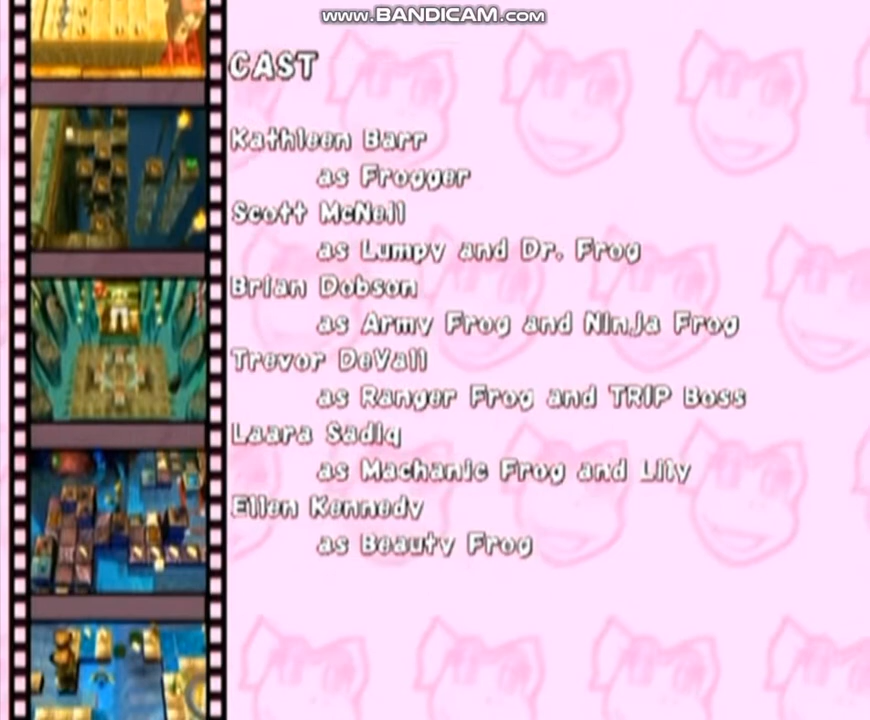 www.BANDICAM.com
CAST
Kathleen Barr
as Frogger
Scott McNeil
as Lumpy and Dr. Frog
Brian Dobson
as Army Frog and Ninja Frog
Trevor DeVall
as Ranger Frog and TRIP Boss
Laara Sadiq
as Machanic Frog and Lily
Ellen Kennedy
as Beauty Frog